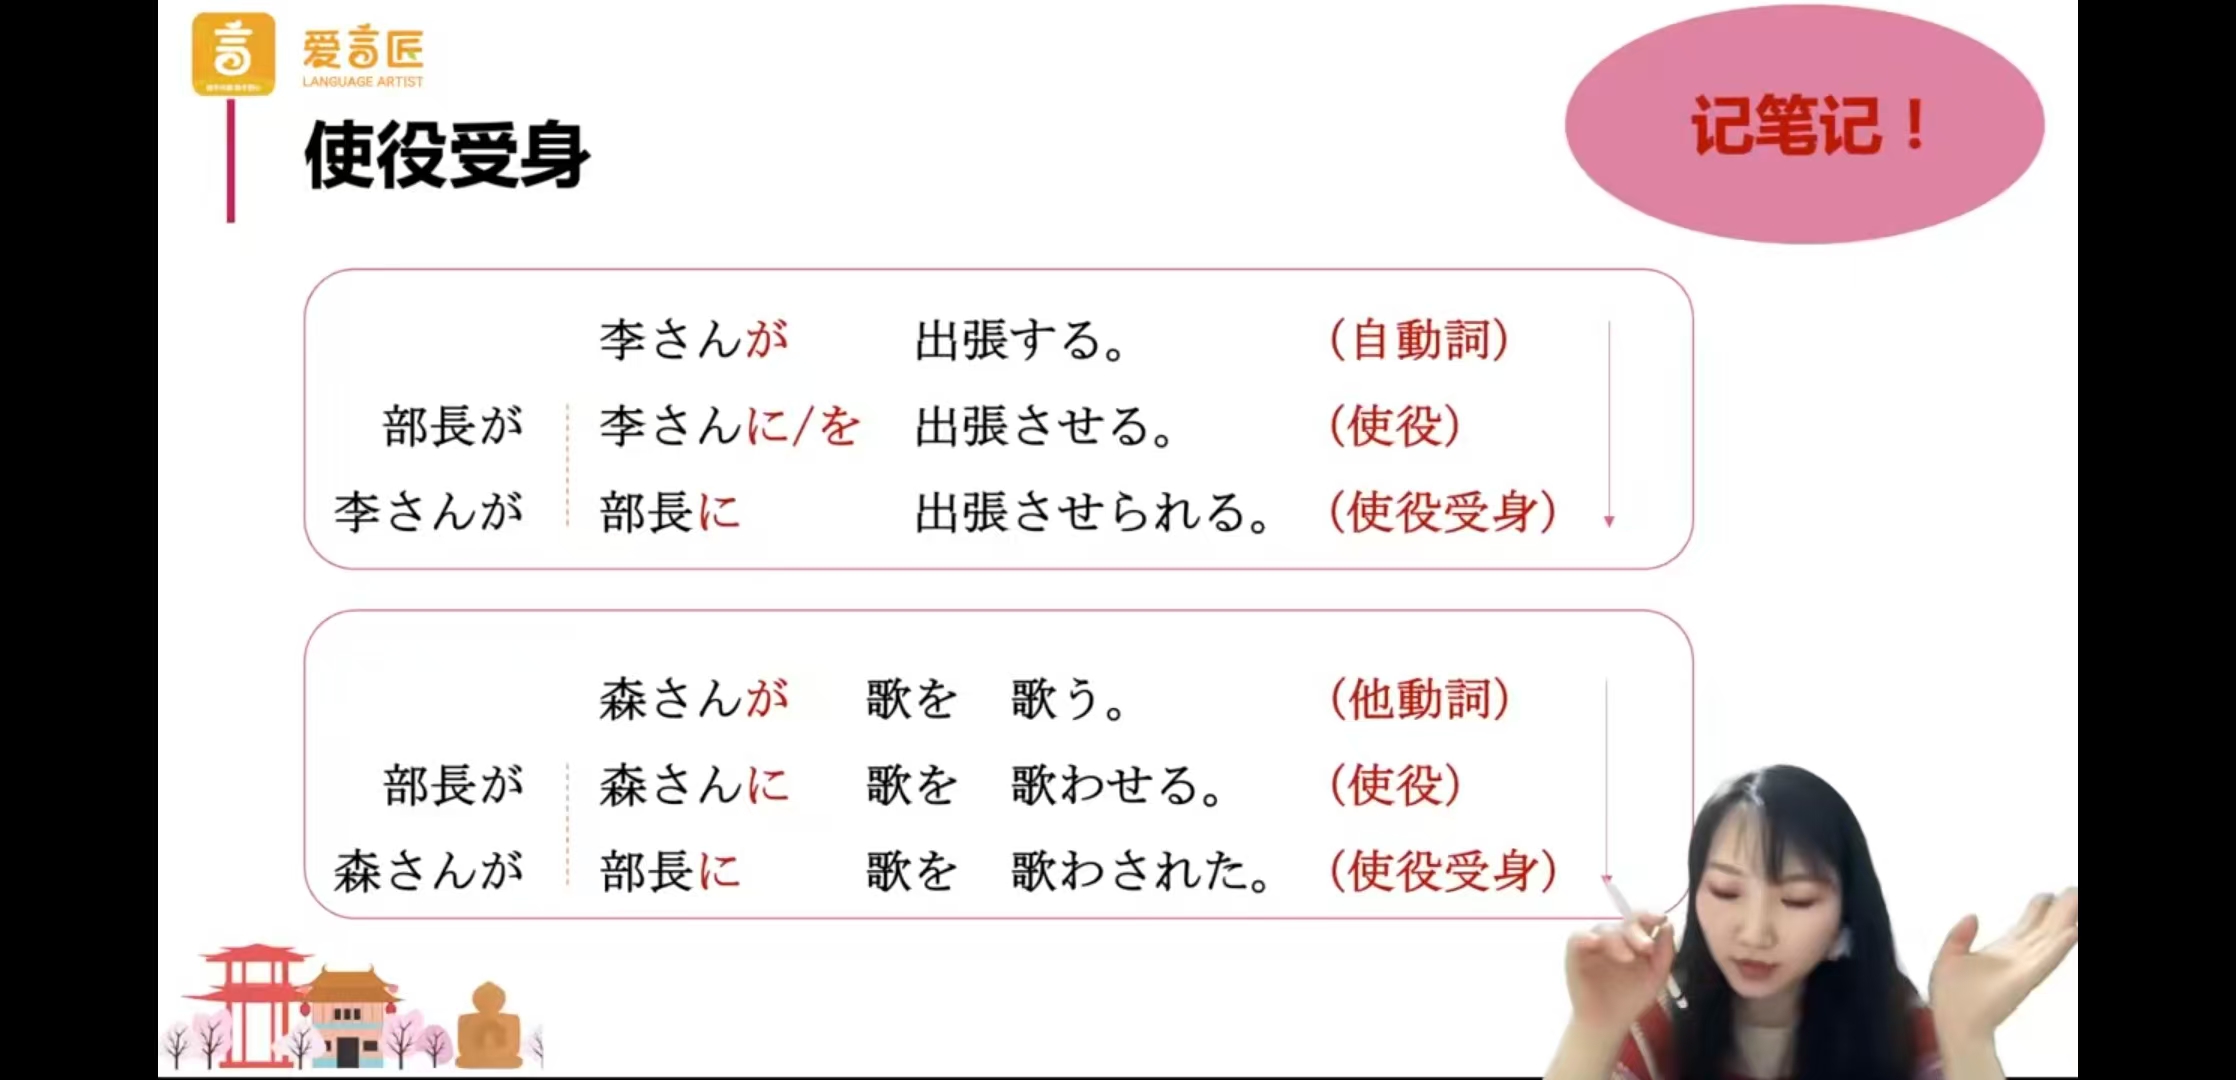 爱言匠
LANGUAGE ARTIST
使役受身
记笔记！
李さんが 出張する。 （自動詞）
部長が 李さんに/を 出張させる。 （使役）
李さんが 部長に 出張させられる。 （使役受身）
森さんが 歌を 歌う。 （他動詞）
部長が 森さんに 歌を 歌わせる。 （使役）
森さんが 部長に 歌を 歌わされた。 （使役受身）